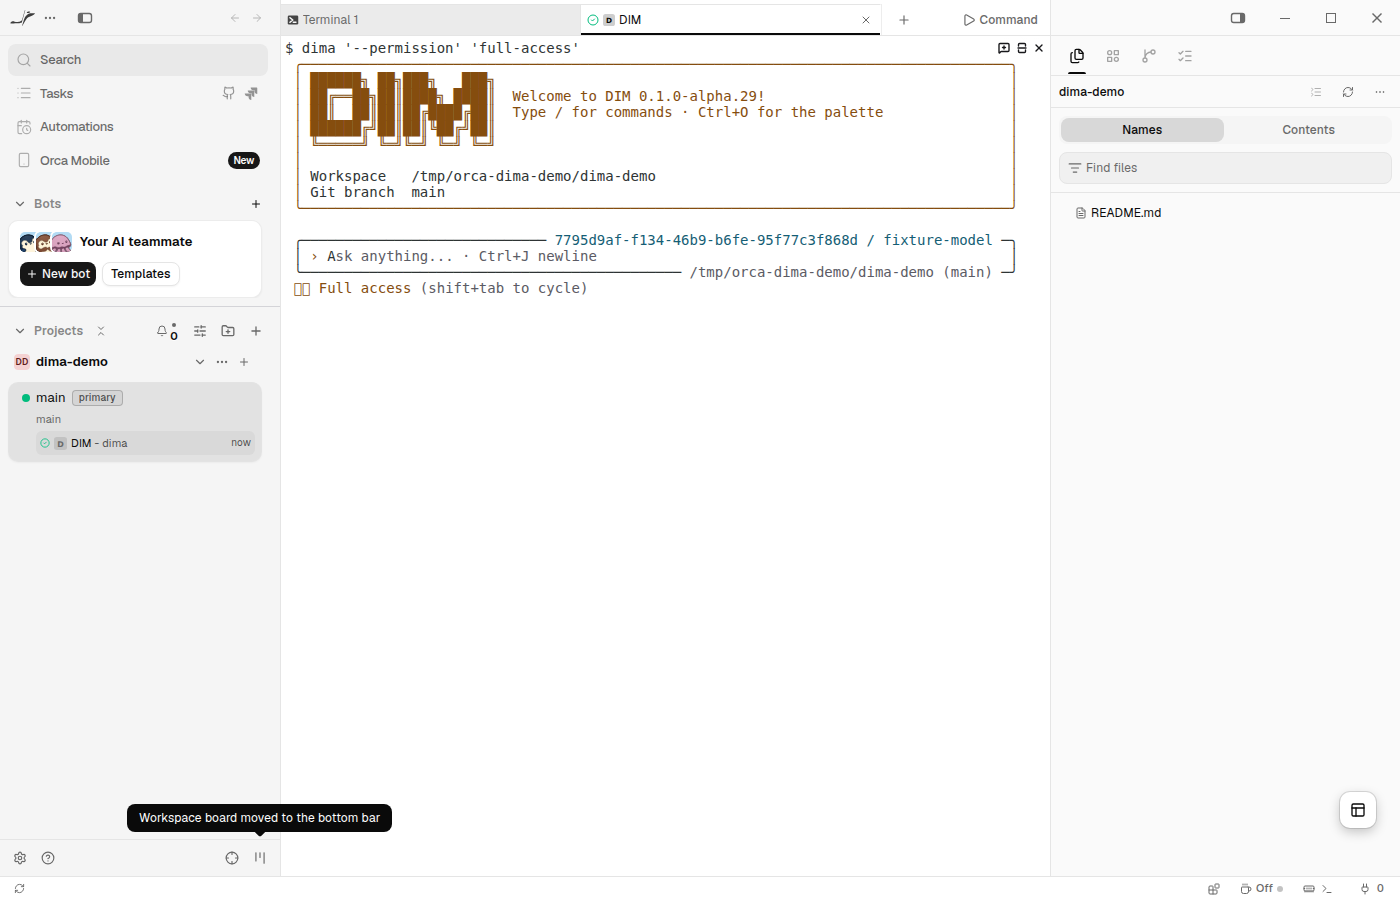 Search
Tasks
Automations
Orca Mobile
New
Bots
Your AI teammate
New bot
Templates
Projects
0
DD
dima-demo
main
primary
main
D
DIM - dima
now
Workspace board moved to the bottom bar
Terminal 1
D
DIM
Command
$ dima '--permission' 'full-access'
DIM
Welcome to DIM 0.1.0-alpha.29!
Type / for commands · Ctrl+O for the palette
Workspace /tmp/orca-dima-demo/dima-demo
Git branch main
7795d9af-f134-46b9-b6fe-95f77c3f868d / fixture-model
› Ask anything... · Ctrl+J newline
/tmp/orca-dima-demo/dima-demo (main)
Full access (shift+tab to cycle)
dima-demo
Names
Contents
Find files
README.md
Off
0